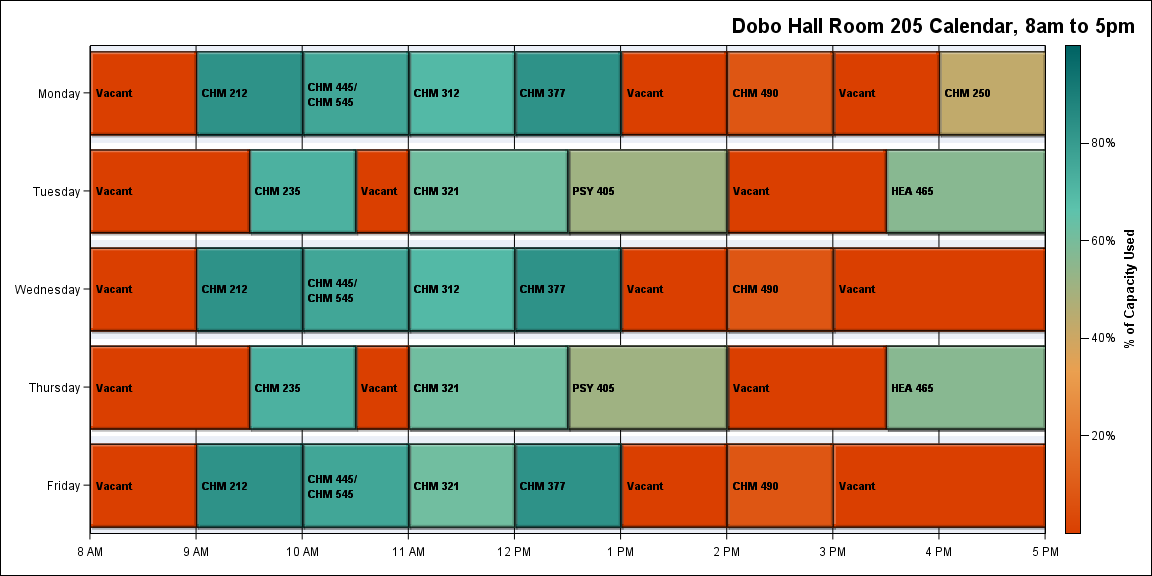 Dobo Hall Room 205 Calendar, 8am to 5pm
Monday
Vacant
CHM 212
CHM 445/
CHM 545
CHM 312
CHM 377
Vacant
CHM 490
Vacant
CHM 250
Tuesday
Vacant
CHM 235
Vacant
CHM 321
PSY 405
Vacant
HEA 465
Wednesday
Vacant
CHM 212
CHM 445/
CHM 545
CHM 312
CHM 377
Vacant
CHM 490
Vacant
Thursday
Vacant
CHM 235
Vacant
CHM 321
PSY 405
Vacant
HEA 465
Friday
Vacant
CHM 212
CHM 445/
CHM 545
CHM 321
CHM 377
Vacant
CHM 490
Vacant
8 AM
9 AM
10 AM
11 AM
12 PM
1 PM
2 PM
3 PM
4 PM
5 PM
80%
60%
40%
20%
% of Capacity Used